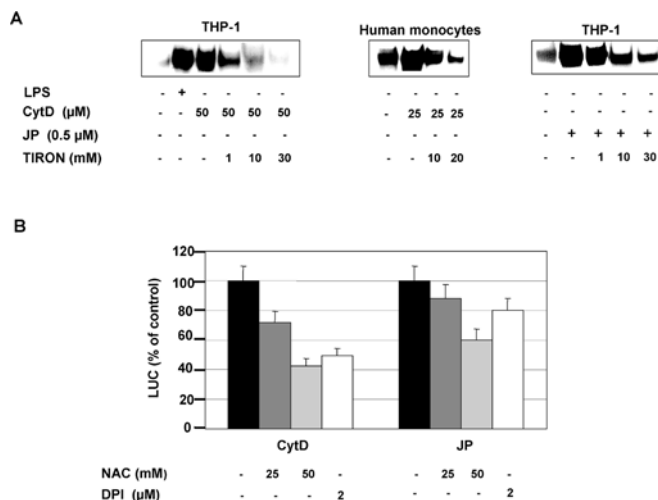 A
THP-1
Human monocytes
THP-1
LPS - + - - - -
CytD (µM) - - 50 50 50 50 - 25 25 25 - - - - -
JP (0.5 µM) - - - - - - - - - - - + + + +
TIRON (mM) - - - 1 10 30 - - 10 20 - - 1 10 30
B
LUC (% of control)
120
100
80
60
40
20
0
CytD JP
NAC (mM) - 25 50 - - 25 50 -
DPI (µM) - - - 2 - - - 2